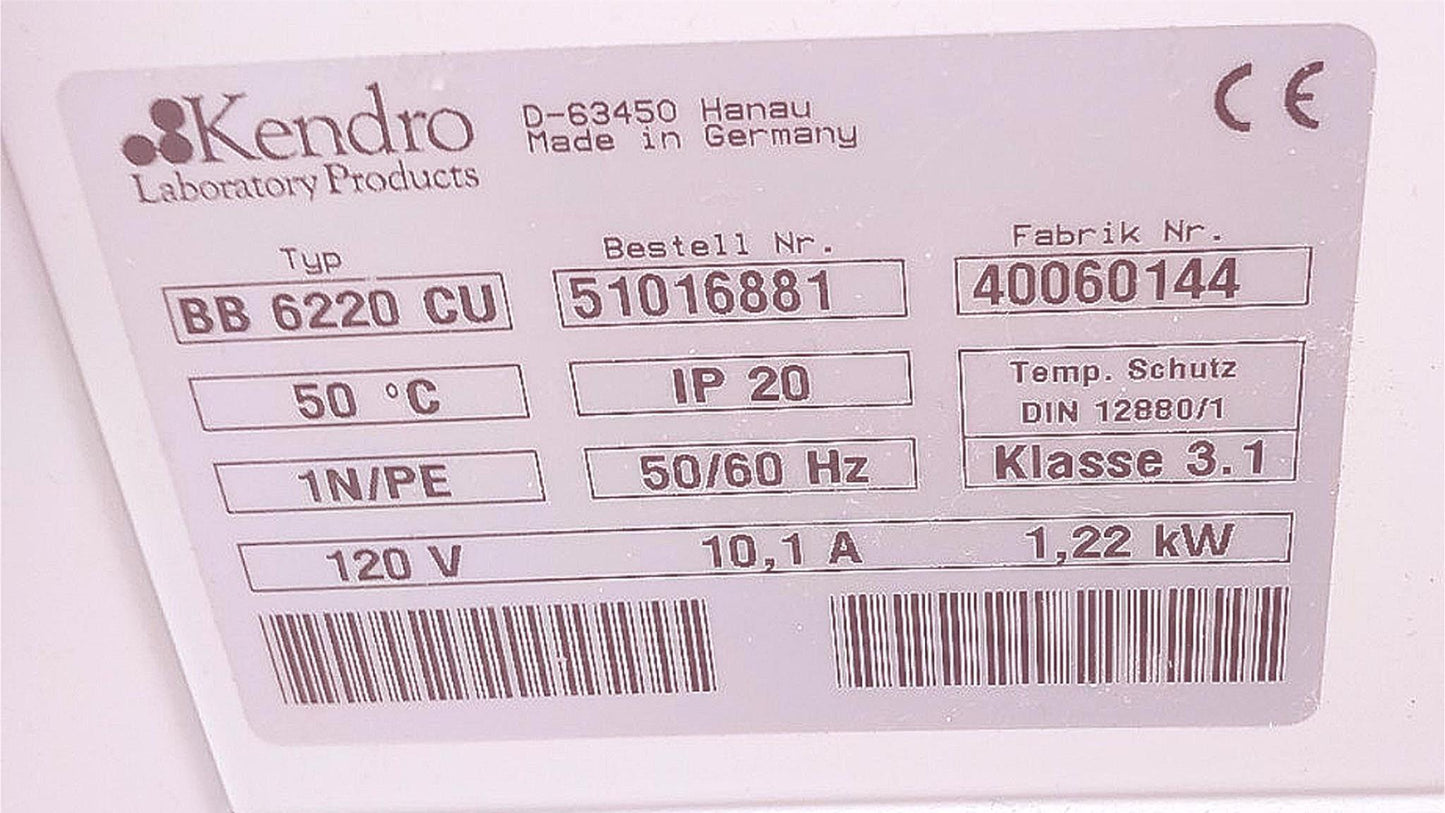 Kendro
Laboratory Products
D-63450 Hanau
Made in Germany
CE
Typ
BB 6220 CU
Bestell Nr.
51016881
Fabrik Nr.
40060144
50 °C
IP 20
Temp. Schutz
DIN 12880/1
Klasse 3.1
1N/PE
50/60 Hz
120 V 10,1 A 1,22 kW